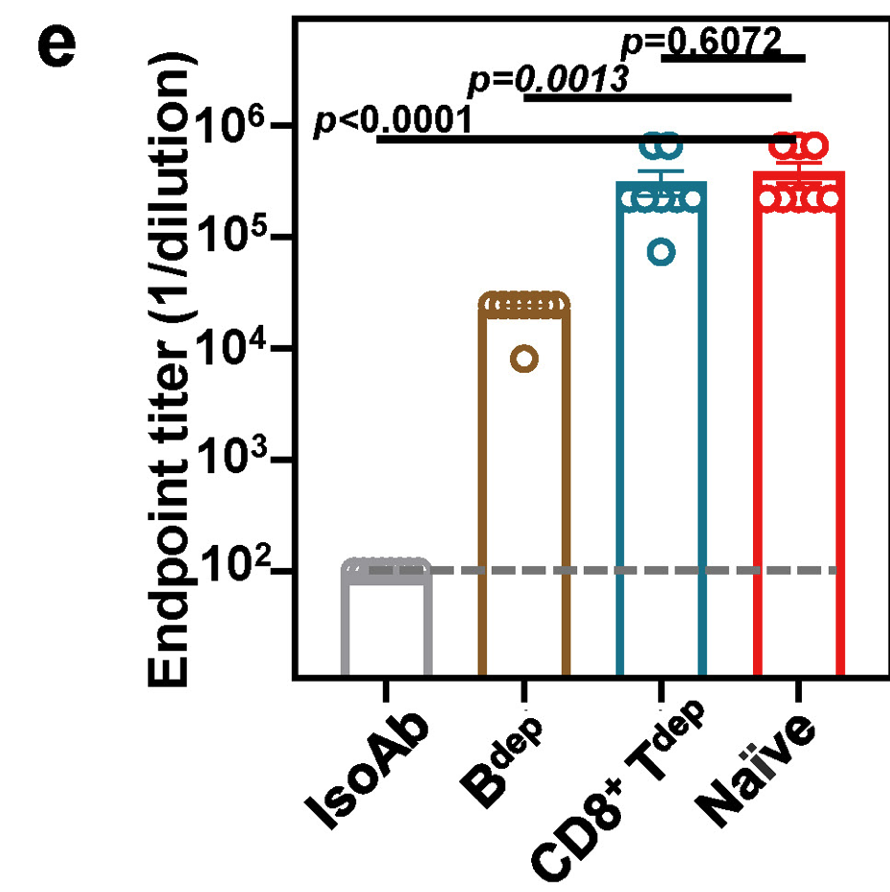 e
p=0.6072
p=0.0013
p<0.0001
Endpoint titer (1/dilution)
10⁶
10⁵
10⁴
10³
10²
IsoAb
Bᵈᵉᵖ
CD8⁺ Tᵈᵉᵖ
Naïve